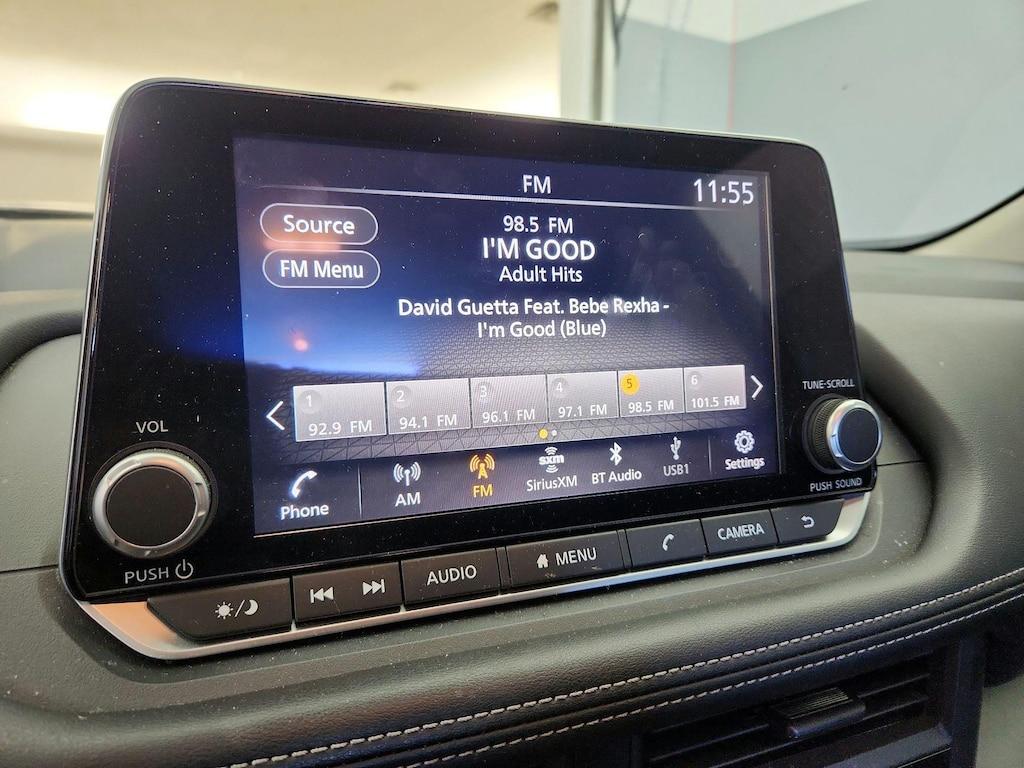 FM
11:55
Source
98.5 FM
I'M GOOD
FM Menu
Adult Hits
David Guetta Feat. Bebe Rexha -
I'm Good (Blue)
1 2 3 4 5 6
92.9 FM 94.1 FM 96.1 FM 97.1 FM 98.5 FM 101.5 FM
VOL
TUNE-SCROLL
sxm
Phone AM FM SiriusXM BT Audio USB1 Settings
PUSH
PUSH SOUND
AUDIO MENU CAMERA